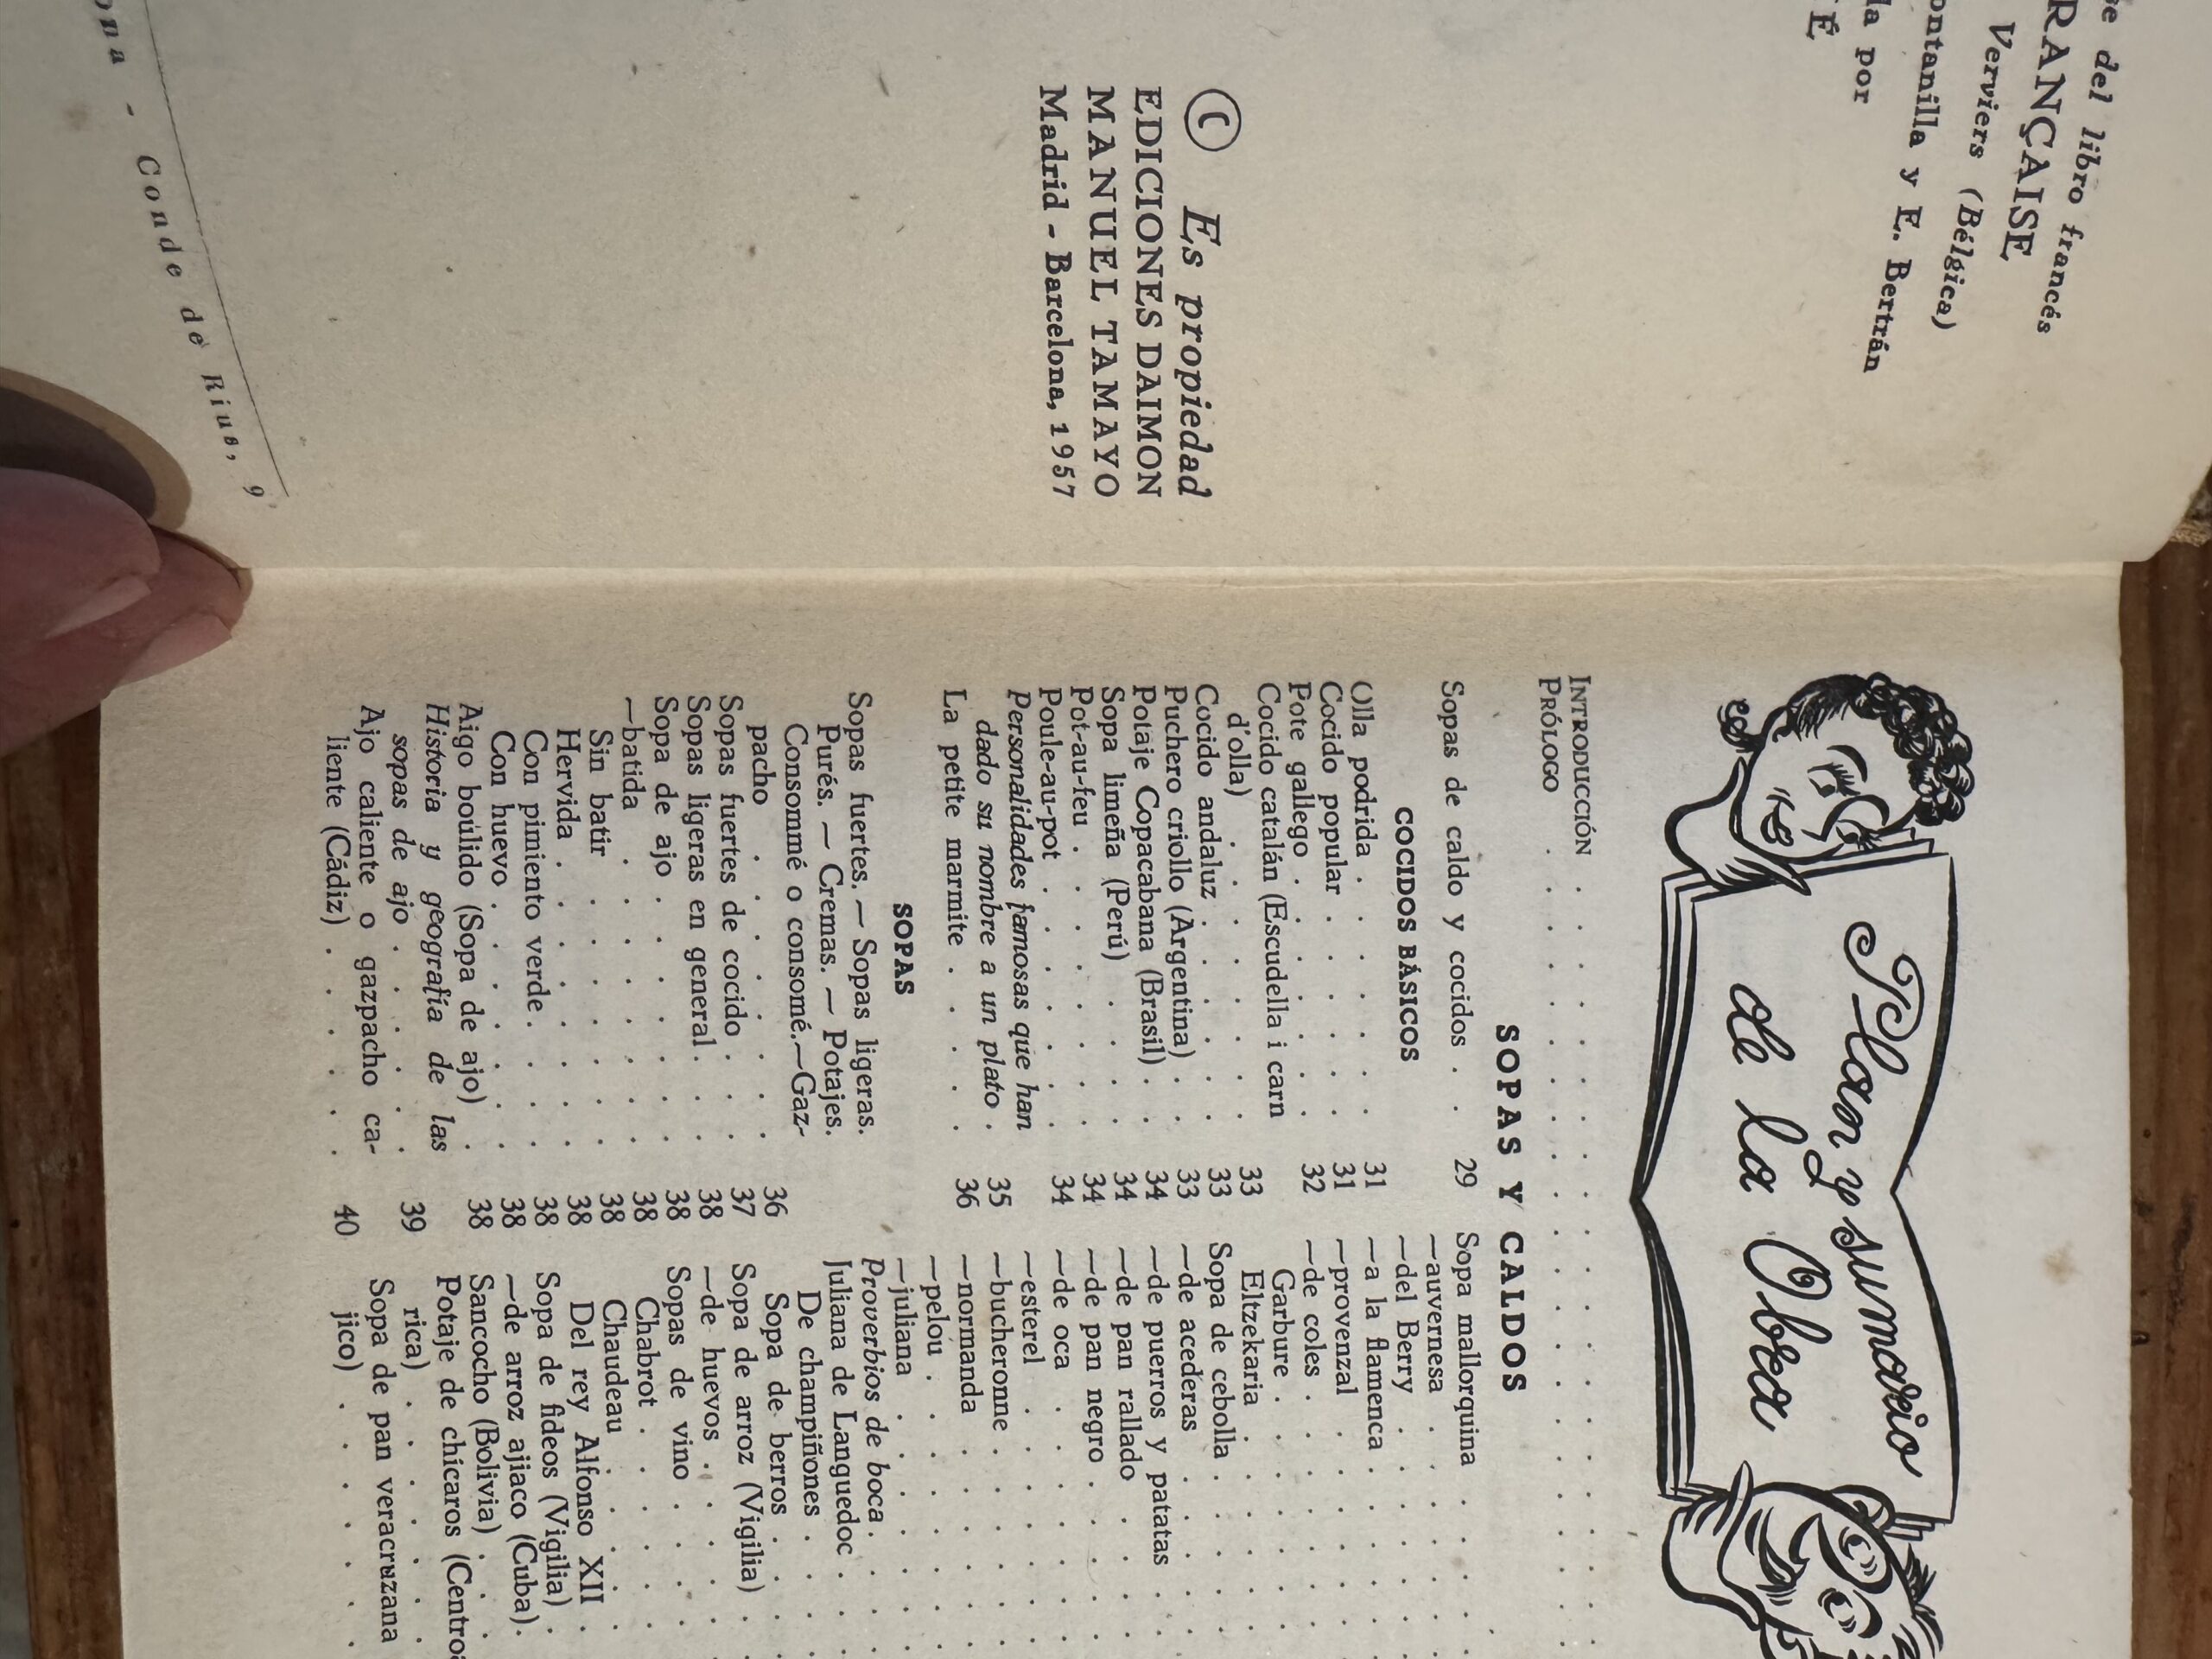 del libro francés
RANÇAISE
Verviers (Bélgica)
ontanilla y E. Bertrán
la por
É
© Es propiedad
EDICIONES DAIMON
MANUEL TAMAYO
Madrid - Barcelona, 1957
ona - Conde de Rius, 9
Plan y sumario
de la Obra
INTRODUCCIÓN . . . . . . . . . .
PRÓLOGO . . . . . . . . . .
SOPAS Y CALDOS
Sopas de caldo y cocidos . . 29
COCIDOS BÁSICOS
Olla podrida . . . . . . 31
Cocido popular . . . . . 31
Pote gallego . . . . . . 32
Cocido catalán (Escudella i carn
d'olla) . . . . . . . 33
Cocido andaluz . . . . . 33
Puchero criollo (Argentina) . . 33
Potaje Copacabana (Brasil) . . 34
Sopa limeña (Perú) . . . . 34
Pot-au-feu . . . . . . 34
Poule-au-pot . . . . . . 34
Personalidades famosas que han
dado su nombre a un plato . 35
La petite marmite . . . . . 36
SOPAS
Sopas fuertes. — Sopas ligeras.
Purés. — Cremas. — Potajes.
Consommé o consomé.—Gaz-
pacho . . . . . . . 36
Sopas fuertes de cocido . . . 37
Sopas ligeras en general . . . 38
Sopa de ajo . . . . . . 38
—batida . . . . . . . 38
Sin batir . . . . . . 38
Hervida . . . . . . . 38
Con pimiento verde . . . . 38
Con huevo . . . . . . 38
Aigo boúlido (Sopa de ajo) . . 38
Historia y geografía de las
sopas de ajo . . . . . 39
Ajo caliente o gazpacho ca-
liente (Cádiz) . . . . . 40
Sopa mallorquina . . . .
—auvernesa . . . . .
—del Berry . . . . .
—a la flamenca . . . .
—provenzal . . . . .
—de coles . . . . .
Garbure . . . . . .
Eltzekaria . . . . .
Sopa de cebolla . . . .
—de acederas . . . .
—de puerros y patatas . .
—de pan rallado . . . .
—de pan negro . . . .
—de oca . . . . . .
—esterel . . . . . .
—bucheronne . . . . .
—normanda . . . . .
—pelou . . . . . .
—juliana . . . . . .
Proverbios de boca . . . .
Juliana de Languedoc . . .
De champiñones . . . .
Sopa de berros . . . .
Sopa de arroz (Vigilia) . .
—de huevos . . . . .
Sopas de vino . . . . .
Chabrot . . . . . .
Chaudeau . . . . . .
Del rey Alfonso XII . .
Sopa de fideos (Vigilia) . .
—de arroz ajiaco (Cuba) . .
Sancocho (Bolivia) . . . .
Potaje de chícaros (Centro
rica) . . . . . .
Sopa de pan veracruzana
jico) . . . . . .